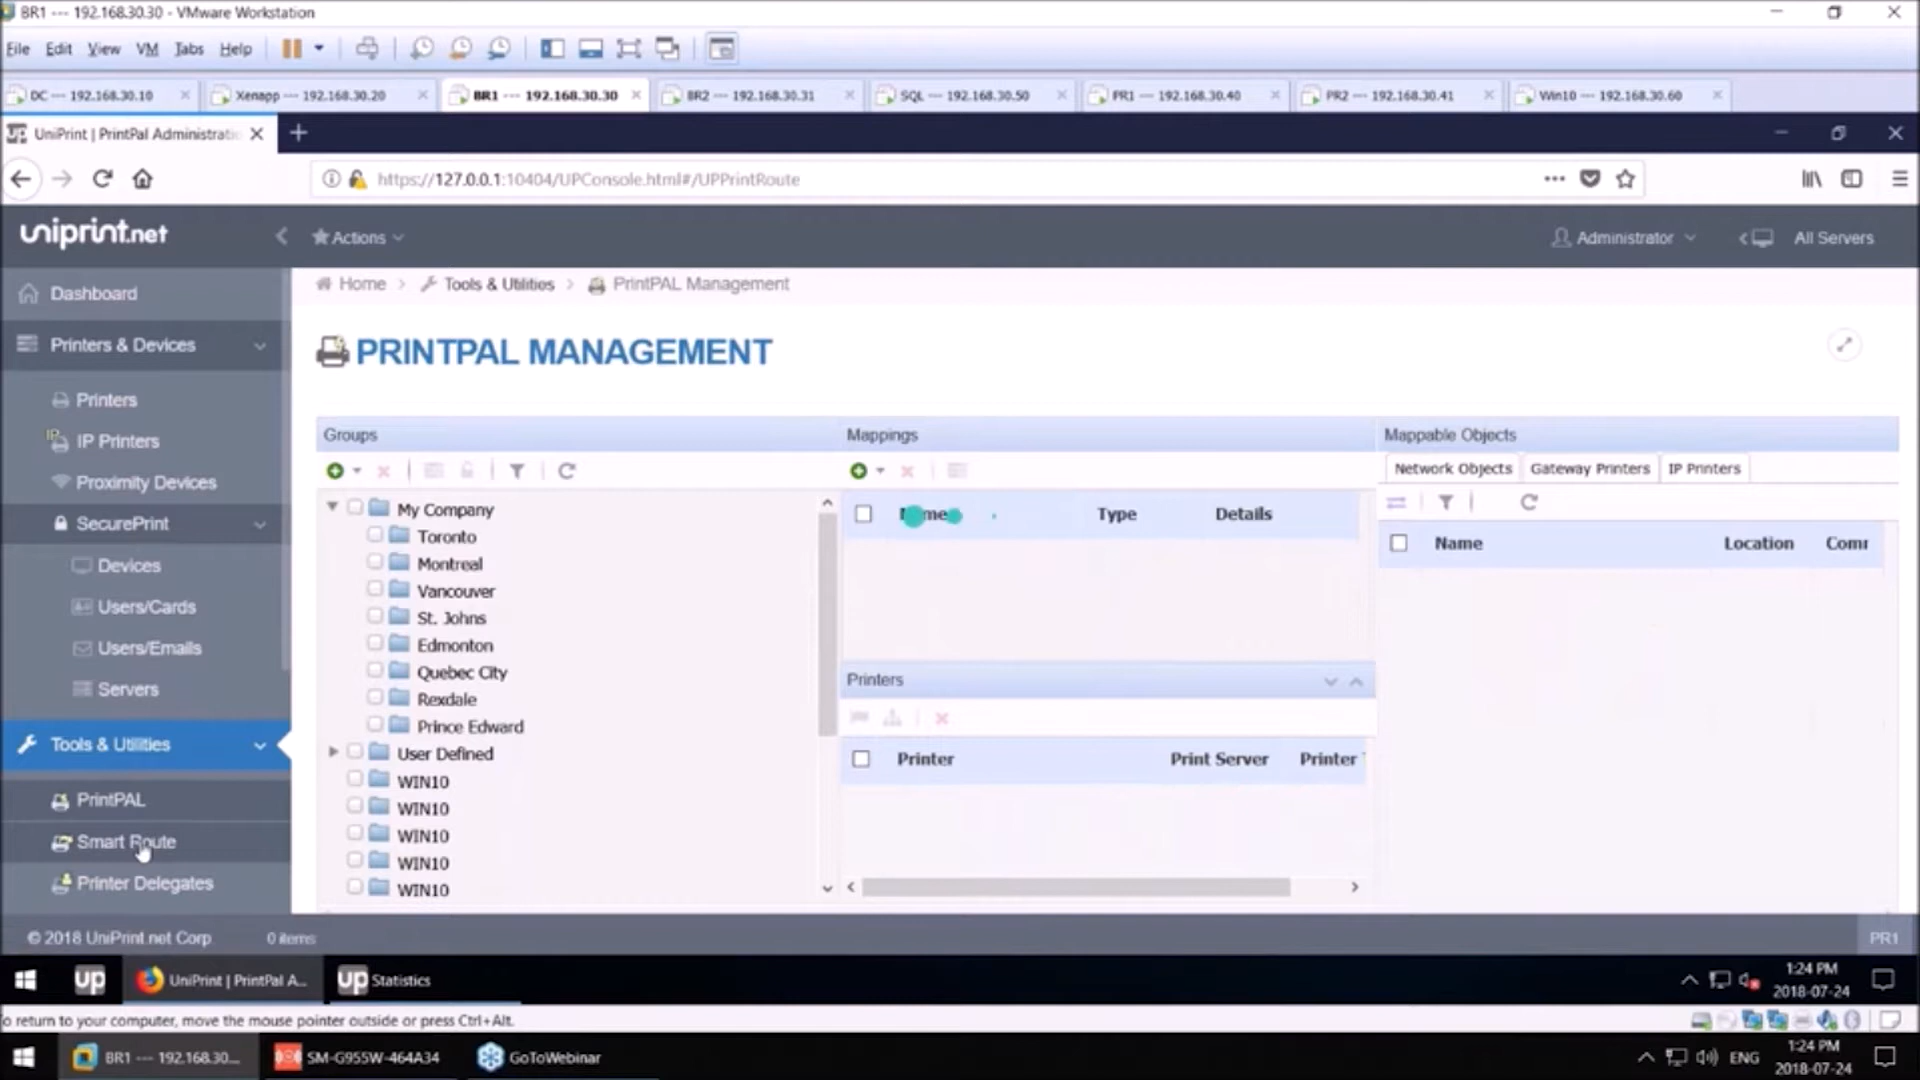 BR1 --- 192.168.30.30 - VMware Workstation
File Edit View VM Tabs Help
DC --- 192.168.30.10
Xenapp --- 192.168.30.20
BR1 --- 192.168.30.30
BR2 --- 192.168.30.31
SQL --- 192.168.30.50
PR1 --- 192.168.30.40
PR2 --- 192.168.30.41
Win10 --- 192.168.30.60
UniPrint | PrintPal Administratio
https://127.0.0.1:10404/UPConsole.html#/UPPrintRoute
uniprint.net
Actions
Administrator
All Servers
Dashboard
Printers & Devices
Printers
IP Printers
Proximity Devices
SecurePrint
Devices
Users/Cards
Users/Emails
Servers
Tools & Utilities
PrintPAL
Smart Route
Printer Delegates
Home > Tools & Utilities > PrintPAL Management
PRINTPAL MANAGEMENT
Groups
My Company
Toronto
Montreal
Vancouver
St. Johns
Edmonton
Quebec City
Rexdale
Prince Edward
User Defined
WIN10
WIN10
WIN10
WIN10
WIN10
Mappings
Name Type Details
Printers
Printer Print Server Printer
Mappable Objects
Network Objects Gateway Printers IP Printers
Name Location Comr
© 2018 UniPrint.net Corp 0 items
PR1
up
UniPrint | PrintPal A...
up Statistics
1:24 PM
2018-07-24
o return to your computer, move the mouse pointer outside or press Ctrl+Alt.
BR1 --- 192.168.30...
SM-G955W-464A34
GoToWebinar
ENG
1:24 PM
2018-07-24